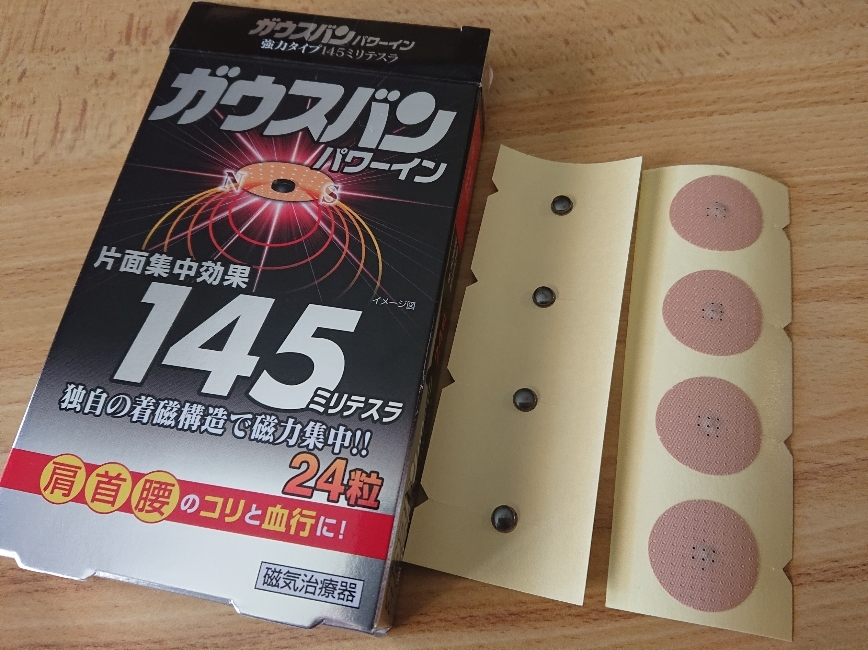 ガウスバン パワーイン
強力タイプ145ミリテスラ
ガウスバン
パワーイン
N S
片面集中効果
イメージ図
145ミリテスラ
独自の着磁構造で磁力集中!!
24粒
肩首腰のコリと血行に!
磁気治療器